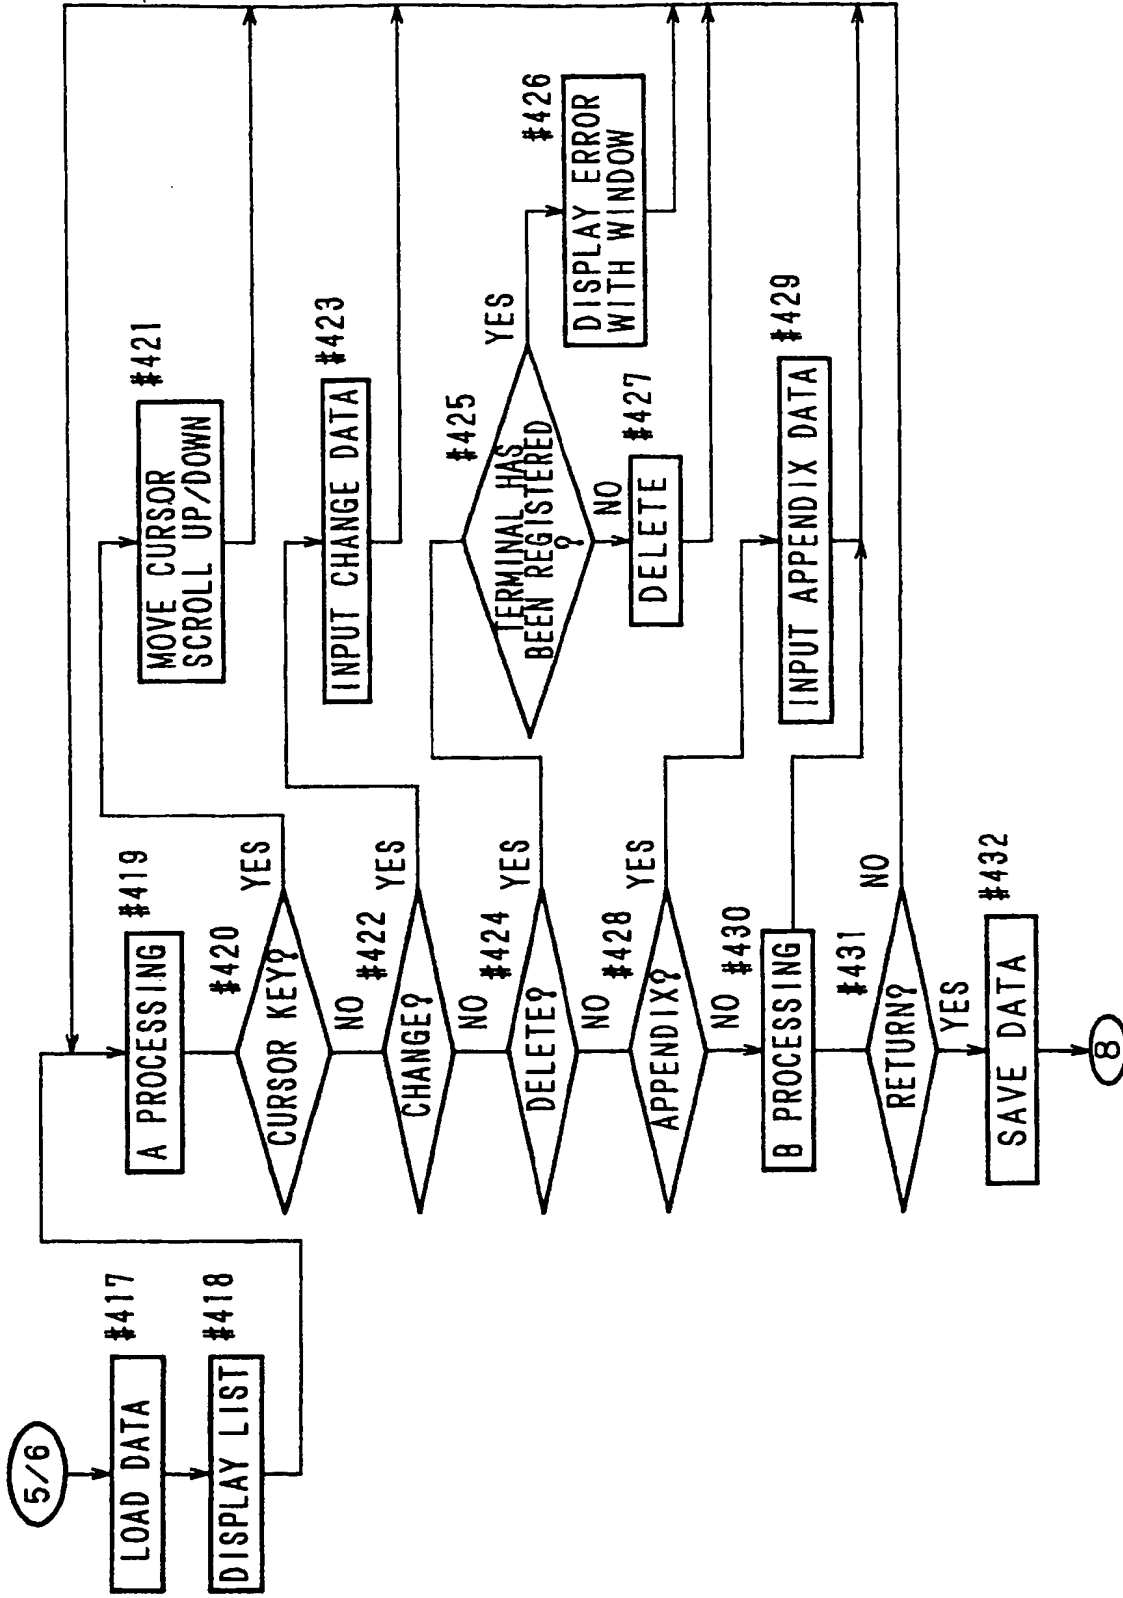 5/6
LOAD DATA
#417
DISPLAY LIST
#418
A PROCESSING
#419
CURSOR KEY?
#420
YES
NO
MOVE CURSOR
SCROLL UP/DOWN
#421
CHANGE?
#422
YES
NO
INPUT CHANGE DATA
#423
DELETE?
#424
YES
NO
TERMINAL HAS
BEEN REGISTERED
?
#425
YES
NO
DISPLAY ERROR
WITH WINDOW
#426
DELETE
#427
APPENDIX?
#428
YES
NO
INPUT APPENDIX DATA
#429
B PROCESSING
#430
RETURN?
#431
NO
YES
SAVE DATA
#432
8